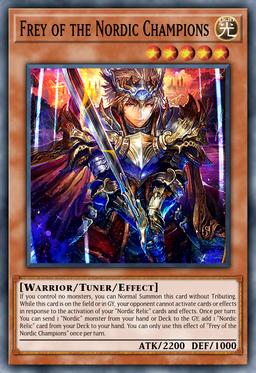 FREY OF THE NORDIC CHAMPIONS
光
[WARRIOR/TUNER/EFFECT]
If you control no monsters, you can Normal Summon this card without Tributing.
While this card is on the field or in GY, your opponent cannot activate cards or effects
in response to the activation of your "Nordic Relic" cards and effects. Once per turn:
You can send 1 "Nordic" monster from your hand or Deck to the GY; add 1 "Nordic
Relic" card from your Deck to your hand. You can only use this effect of "Frey of the
Nordic Champions" once per turn.
ATK/2200 DEF/1000